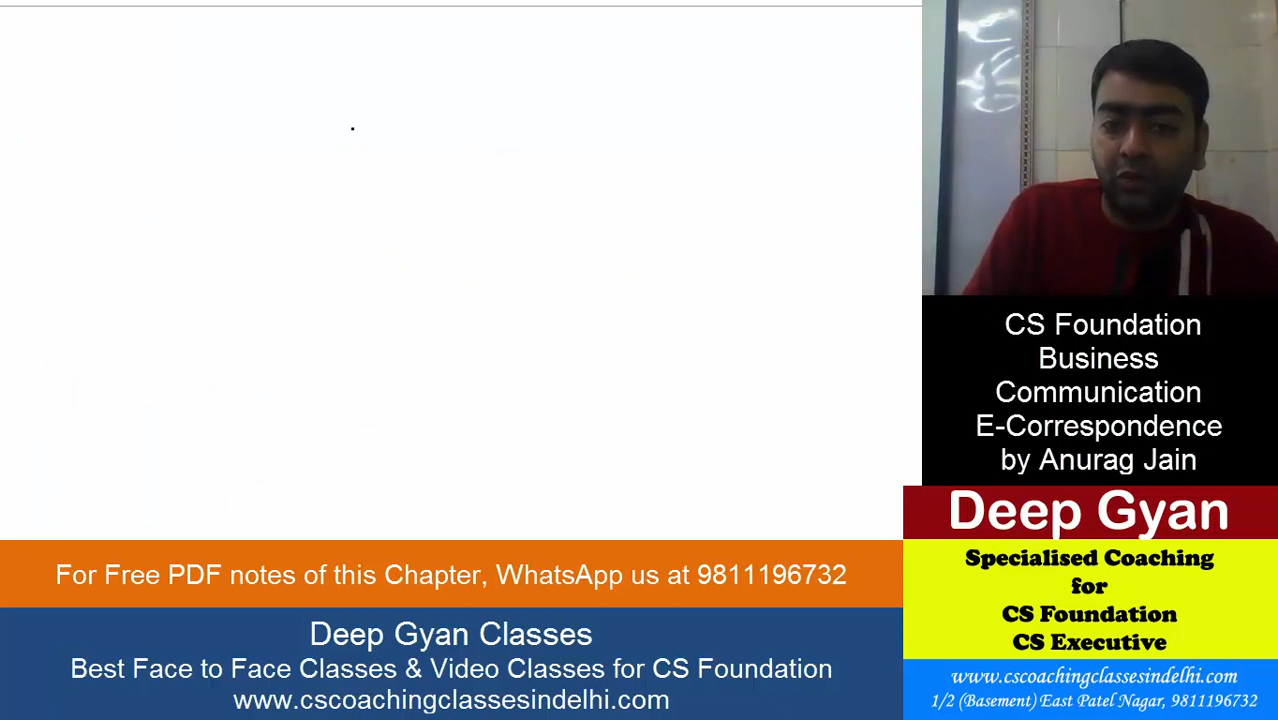 CS Foundation
Business
Communication
E-Correspondence
by Anurag Jain
Deep Gyan
Specialised Coaching
for
CS Foundation
CS Executive
www.cscoachingclassesindelhi.com
1/2 (Basement) East Patel Nagar, 9811196732
For Free PDF notes of this Chapter, WhatsApp us at 9811196732
Deep Gyan Classes
Best Face to Face Classes & Video Classes for CS Foundation
www.cscoachingclassesindelhi.com